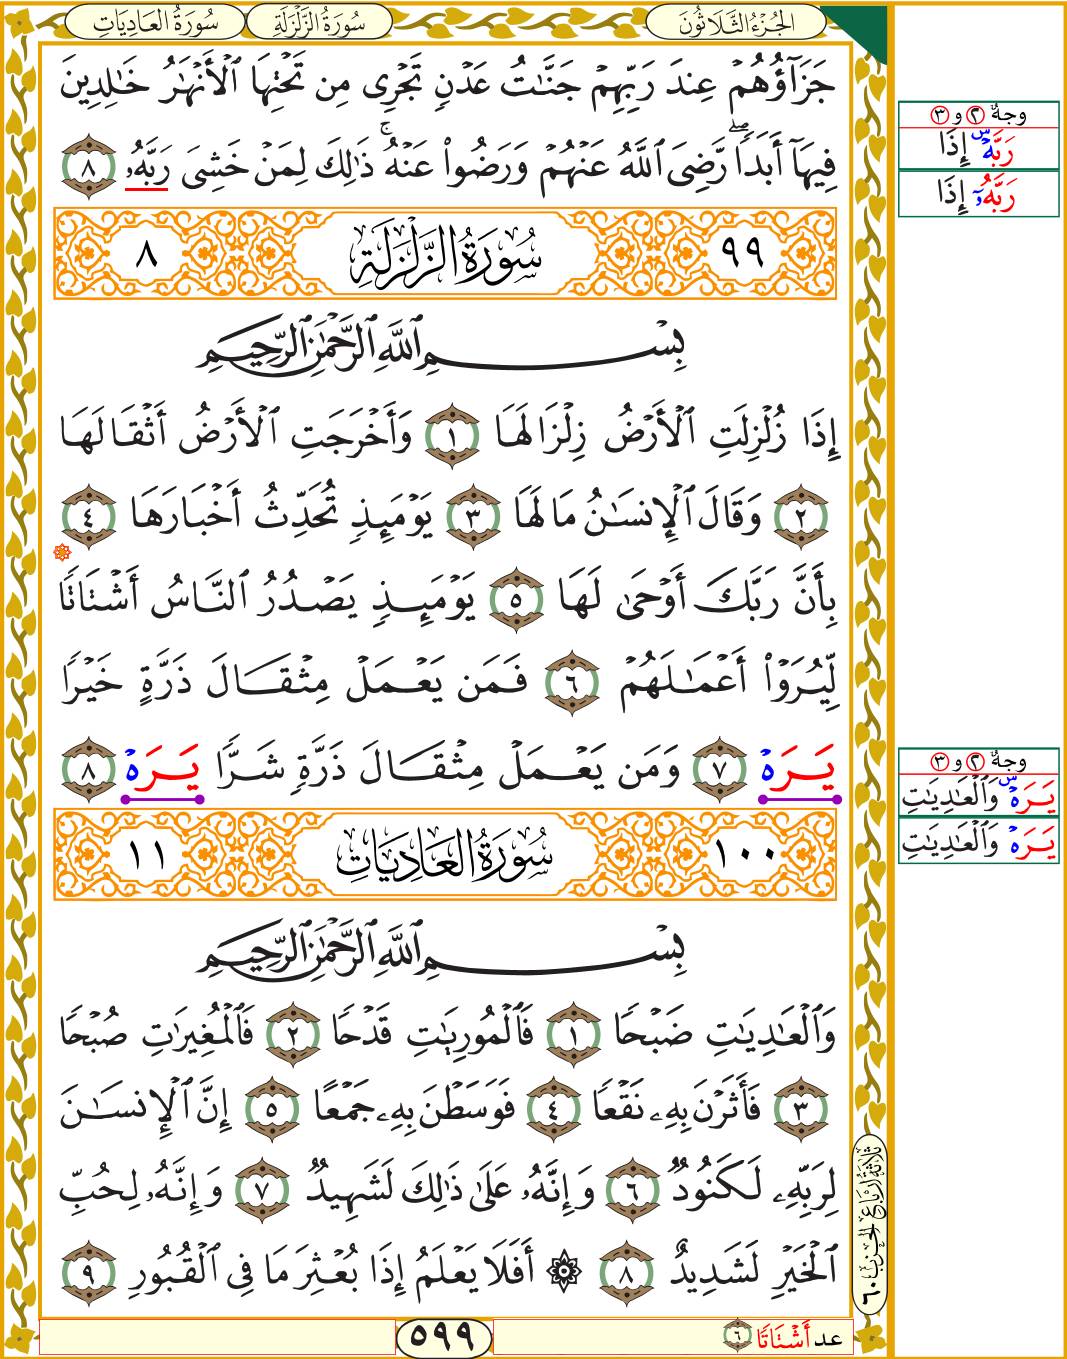 سُورَةُ العَادِيَاتِ سُورَةُ الزَّلْزَلَةِ الجُزْءُ الثَّلَاثُونَ
جَزَآؤُهُمْ عِندَ رَبِّهِمْ جَنَّـٰتُ عَدْنٍ تَجْرِى مِن تَحْتِهَا ٱلْأَنْهَـٰرُ خَـٰلِدِينَ
فِيهَآ أَبَدًاۖ رَّضِىَ ٱللَّهُ عَنْهُمْ وَرَضُوا۟ عَنْهُۚ ذَٰلِكَ لِمَنْ خَشِىَ رَبَّهُۥ ٨
٩٩ سُورَةُ الزَّلْزَلَةِ ٨
بِسْمِ ٱللَّهِ ٱلرَّحْمَـٰنِ ٱلرَّحِيمِ
إِذَا زُلْزِلَتِ ٱلْأَرْضُ زِلْزَالَهَا ١ وَأَخْرَجَتِ ٱلْأَرْضُ أَثْقَالَهَا
٢ وَقَالَ ٱلْإِنسَـٰنُ مَا لَهَا ٣ يَوْمَئِذٍ تُحَدِّثُ أَخْبَارَهَا ٤
بِأَنَّ رَبَّكَ أَوْحَىٰ لَهَا ٥ يَوْمَئِذٍ يَصْدُرُ ٱلنَّاسُ أَشْتَاتًا
لِّيُرَوْا۟ أَعْمَـٰلَهُمْ ٦ فَمَن يَعْمَلْ مِثْقَالَ ذَرَّةٍ خَيْرًا
يَرَهْ ٧ وَمَن يَعْمَلْ مِثْقَالَ ذَرَّةٍ شَرًّا يَرَهْ ٨
١٠٠ سُورَةُ العَادِيَاتِ ١١
بِسْمِ ٱللَّهِ ٱلرَّحْمَـٰنِ ٱلرَّحِيمِ
وَٱلْعَـٰدِيَـٰتِ ضَبْحًا ١ فَٱلْمُورِيَـٰتِ قَدْحًا ٢ فَٱلْمُغِيرَٰتِ صُبْحًا
٣ فَأَثَرْنَ بِهِۦ نَقْعًا ٤ فَوَسَطْنَ بِهِۦ جَمْعًا ٥ إِنَّ ٱلْإِنسَـٰنَ
لِرَبِّهِۦ لَكَنُودٌ ٦ وَإِنَّهُۥ عَلَىٰ ذَٰلِكَ لَشَهِيدٌ ٧ وَإِنَّهُۥ لِحُبِّ
ٱلْخَيْرِ لَشَدِيدٌ ٨ ۞ أَفَلَا يَعْلَمُ إِذَا بُعْثِرَ مَا فِى ٱلْقُبُورِ ٩
ثلاثة أرباع الحزب ٦٠
عد أَشْتَاتًا ٦
٥٩٩
وجهٌ ٢ و ٣
رَبَّهُۜ إِذَا
رَبَّهُۥٓ إِذَا
وجهٌ ٢ و ٣
يَرَهْۜ وَٱلْعَـٰدِيَـٰتِ
يَرَهْ وَٱلْعَـٰدِيَـٰتِ